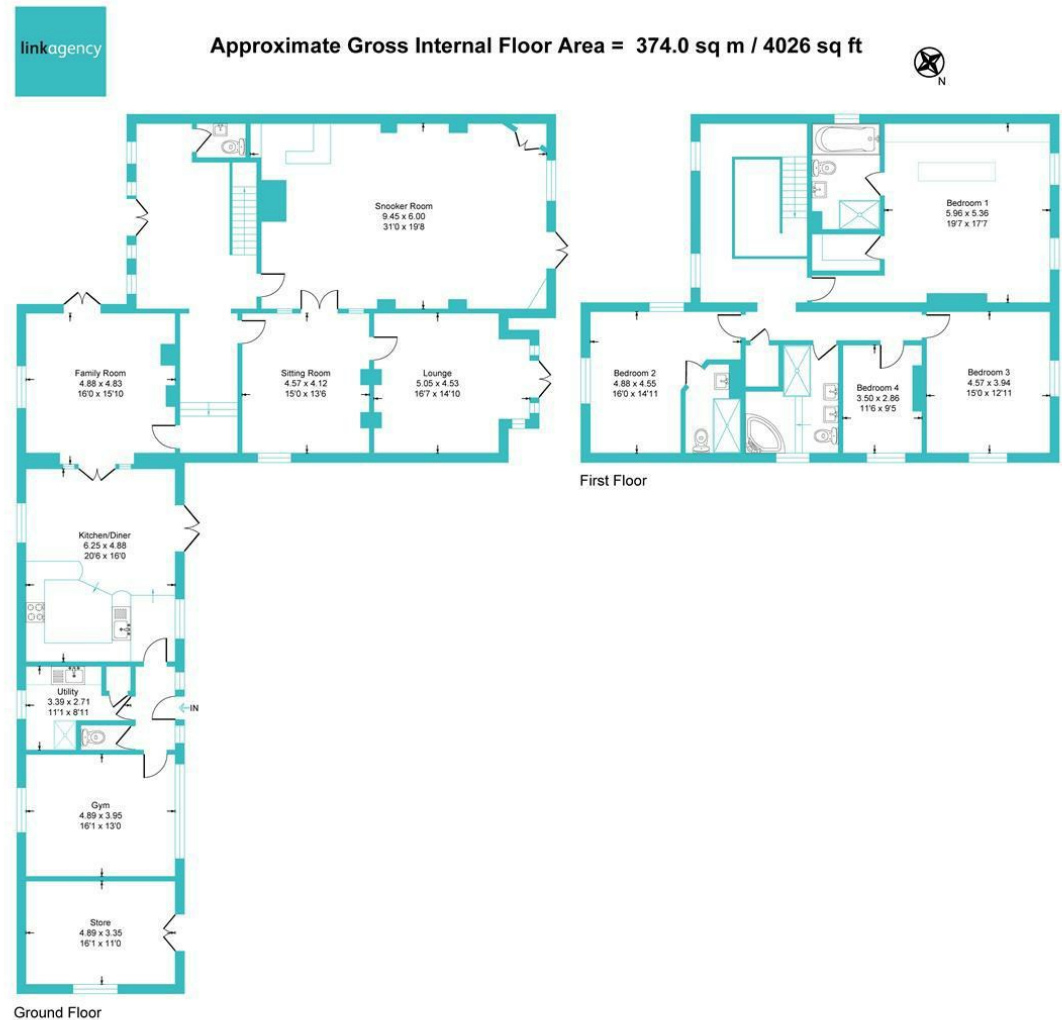 linkagency
Approximate Gross Internal Floor Area = 374.0 sq m / 4026 sq ft
N
Snooker Room
9.45 x 6.00
31'0 x 19'8
Family Room
4.88 x 4.83
16'0 x 15'10
Sitting Room
4.57 x 4.12
15'0 x 13'6
Lounge
5.05 x 4.53
16'7 x 14'10
Kitchen/Diner
6.25 x 4.88
20'6 x 16'0
Utility
3.39 x 2.71
11'1 x 8'11
IN
Gym
4.89 x 3.95
16'1 x 13'0
Store
4.89 x 3.35
16'1 x 11'0
Ground Floor
Bedroom 1
5.96 x 5.36
19'7 x 17'7
Bedroom 2
4.88 x 4.55
16'0 x 14'11
Bedroom 4
3.50 x 2.86
11'6 x 9'5
Bedroom 3
4.57 x 3.94
15'0 x 12'11
First Floor